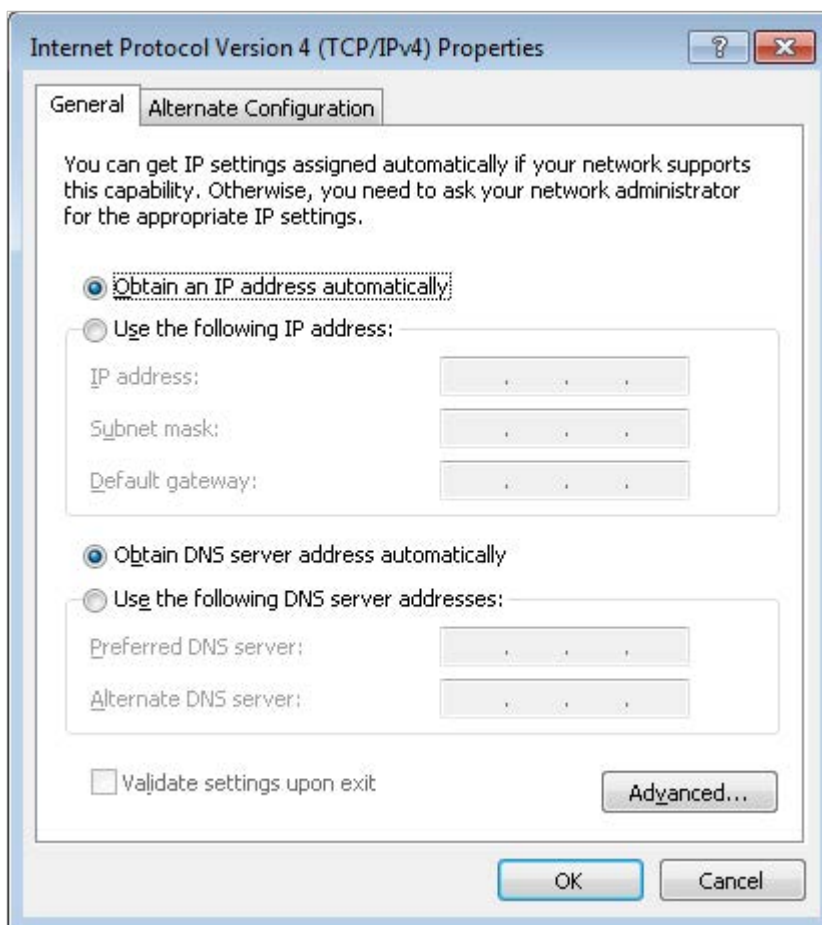 Internet Protocol Version 4 (TCP/IPv4) Properties
General
Alternate Configuration
You can get IP settings assigned automatically if your network supports
this capability. Otherwise, you need to ask your network administrator
for the appropriate IP settings.
Obtain an IP address automatically
Use the following IP address:
IP address:
Subnet mask:
Default gateway:
Obtain DNS server address automatically
Use the following DNS server addresses:
Preferred DNS server:
Alternate DNS server:
Validate settings upon exit
Advanced...
OK
Cancel